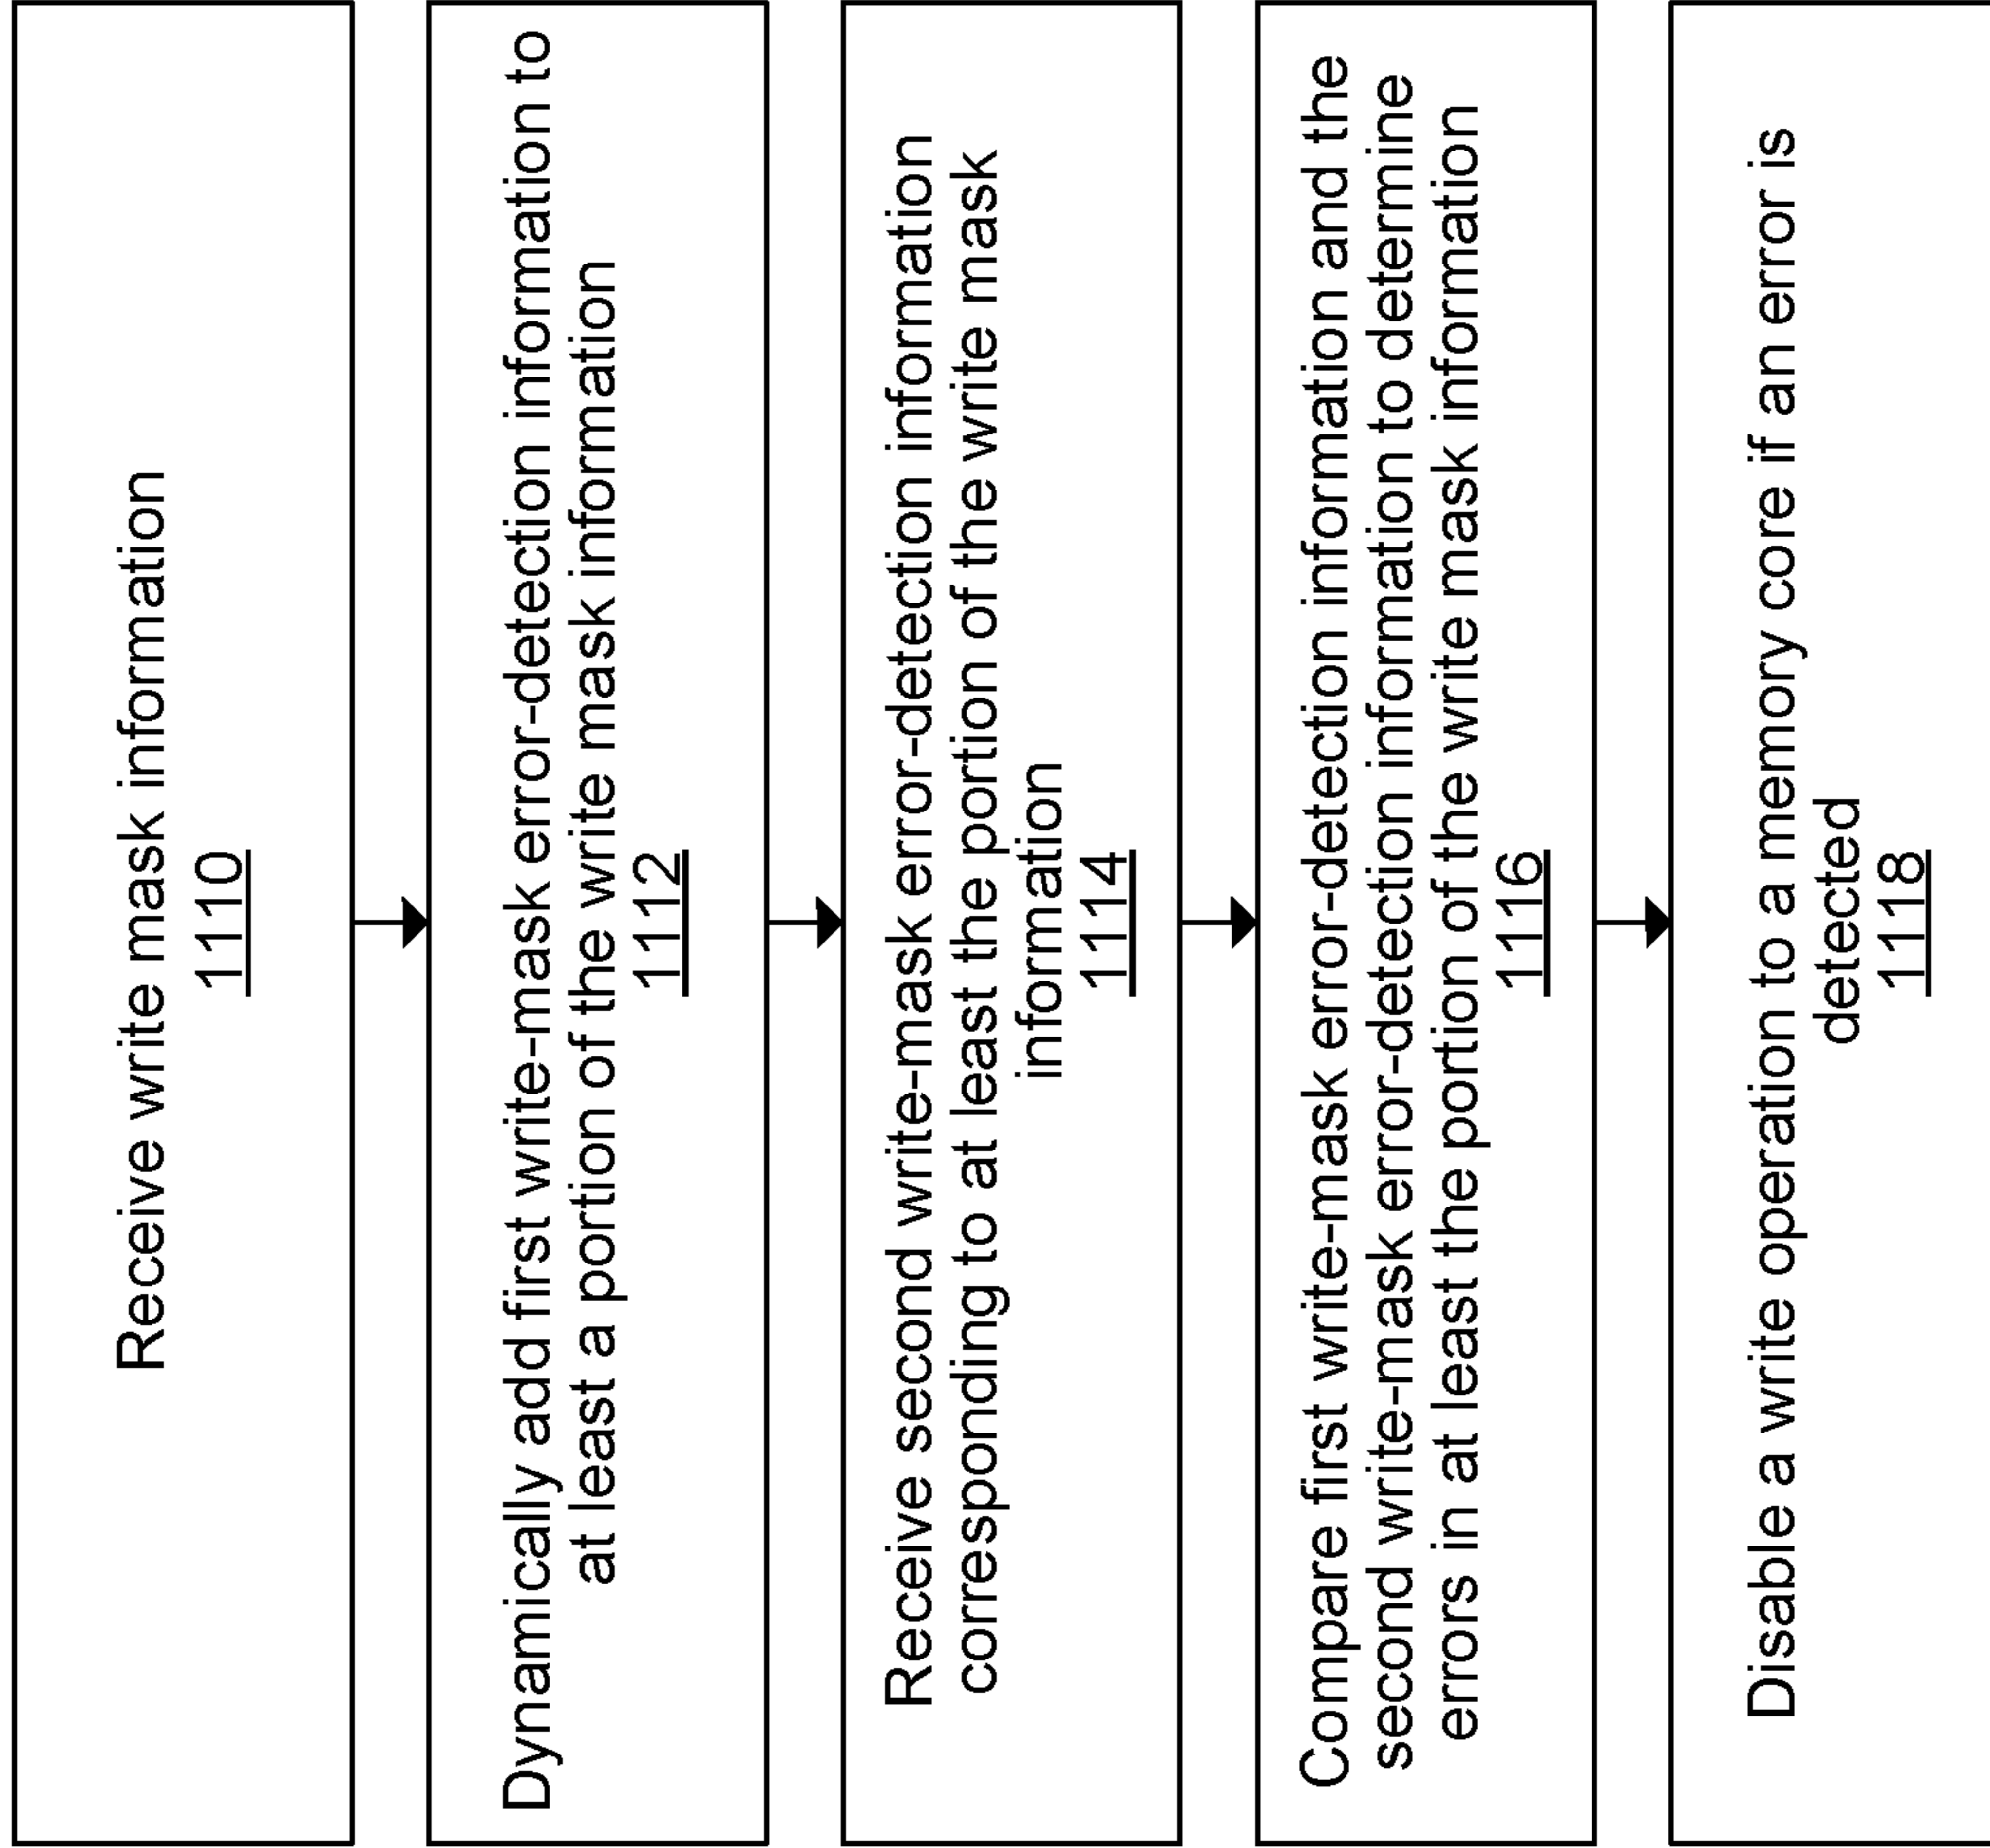 Receive write mask information
1110
Dynamically add first write-mask error-detection information to
at least a portion of the write mask information
1112
Receive second write-mask error-detection information
corresponding to at least the portion of the write mask
information
1114
Compare first write-mask error-detection information and the
second write-mask error-detection information to determine
errors in at least the portion of the write mask information
1116
Disable a write operation to a memory core if an error is
detected
1118